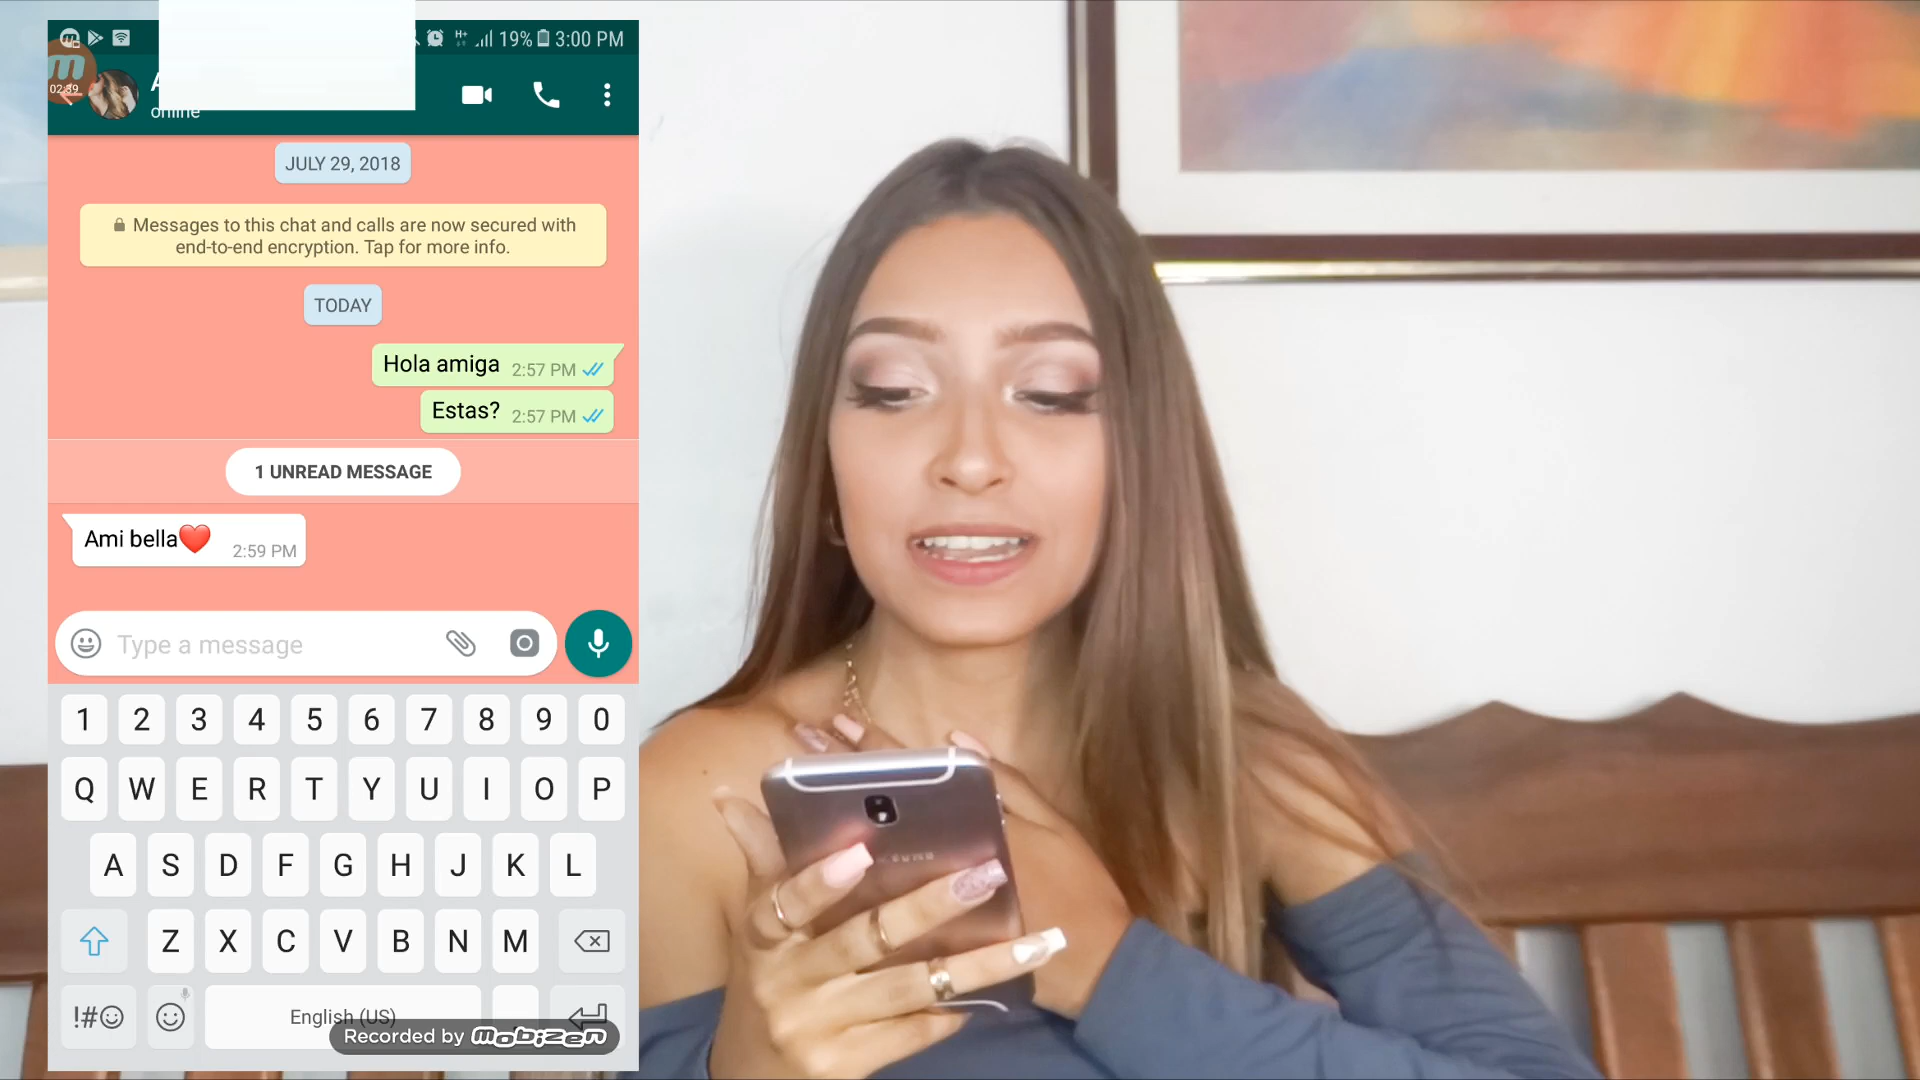 19% 3:00 PM
02:39
A
online
JULY 29, 2018
Messages to this chat and calls are now secured with
end-to-end encryption. Tap for more info.
TODAY
Hola amiga 2:57 PM
Estas? 2:57 PM
1 UNREAD MESSAGE
Ami bella❤️ 2:59 PM
Type a message
1 2 3 4 5 6 7 8 9 0
Q W E R T Y U I O P
A S D F G H J K L
Z X C V B N M
!#☺ English (US)
Recorded by mobizen